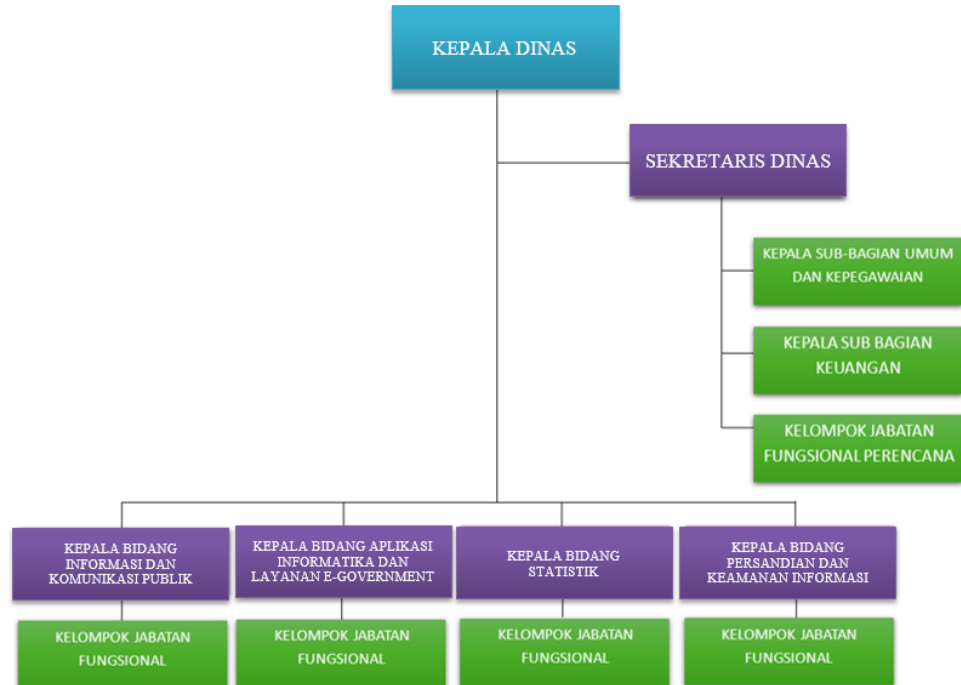 KEPALA DINAS
SEKRETARIS DINAS
KEPALA SUB-BAGIAN UMUM
DAN KEPEGAWAIAN
KEPALA SUB BAGIAN
KEUANGAN
KELOMPOK JABATAN
FUNGSIONAL PERENCANA
KEPALA BIDANG
INFORMASI DAN
KOMUNIKASI PUBLIK
KEPALA BIDANG APLIKASI
INFORMATIKA DAN
LAYANAN E-GOVERNMENT
KEPALA BIDANG
STATISTIK
KEPALA BIDANG
PERSANDIAN DAN
KEAMANAN INFORMASI
KELOMPOK JABATAN
FUNGSIONAL
KELOMPOK JABATAN
FUNGSIONAL
KELOMPOK JABATAN
FUNGSIONAL
KELOMPOK JABATAN
FUNGSIONAL